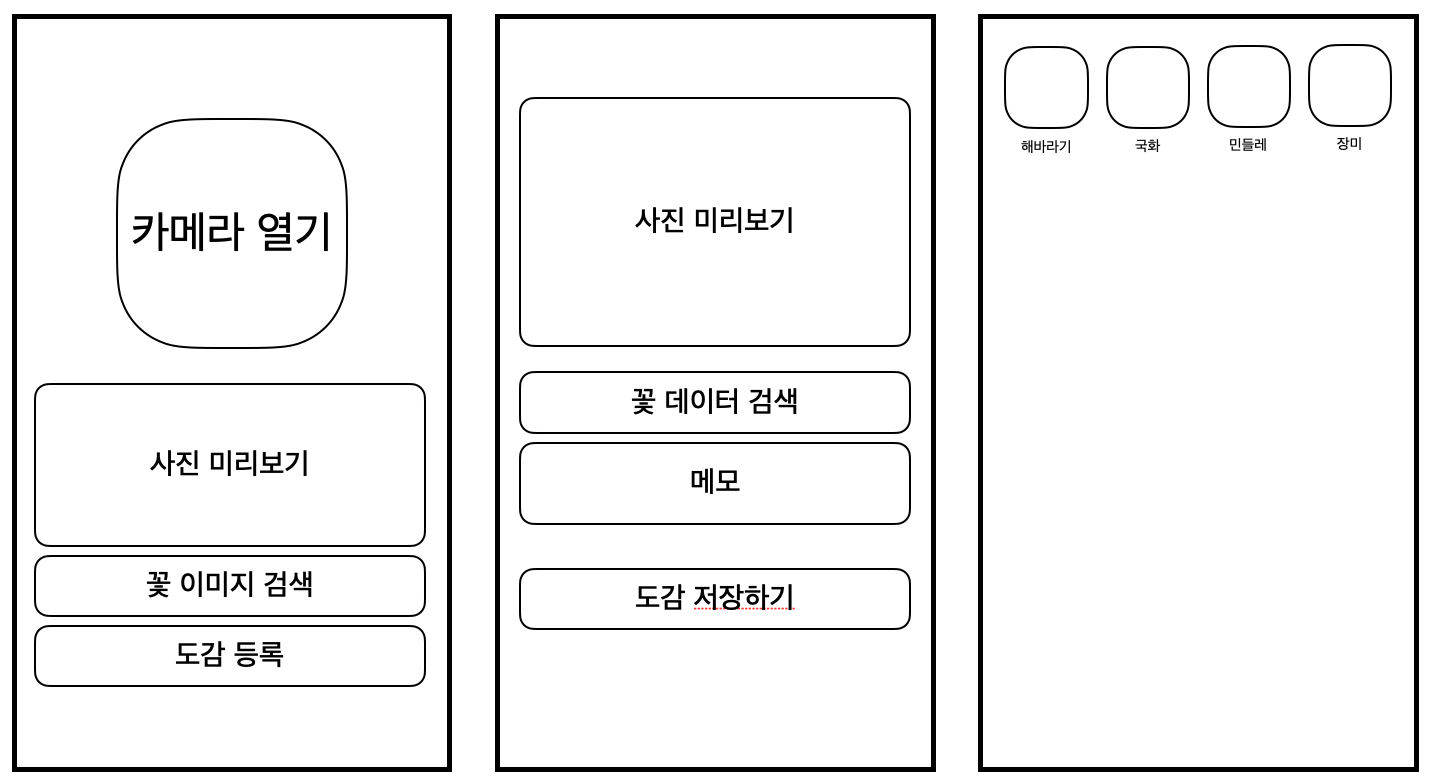 카메라 열기
사진 미리보기
꽃 이미지 검색
도감 등록
사진 미리보기
꽃 데이터 검색
메모
도감 저장하기
해바라기
국화
민들레
장미